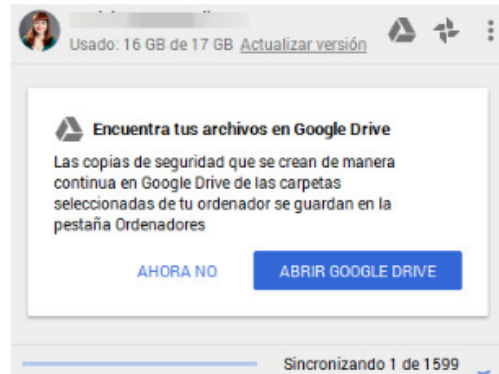 Usado: 16 GB de 17 GB Actualizar versión
Encuentra tus archivos en Google Drive
Las copias de seguridad que se crean de manera
continua en Google Drive de las carpetas
seleccionadas de tu ordenador se guardan en la
pestaña Ordenadores
AHORA NO
ABRIR GOOGLE DRIVE
Sincronizando 1 de 1599